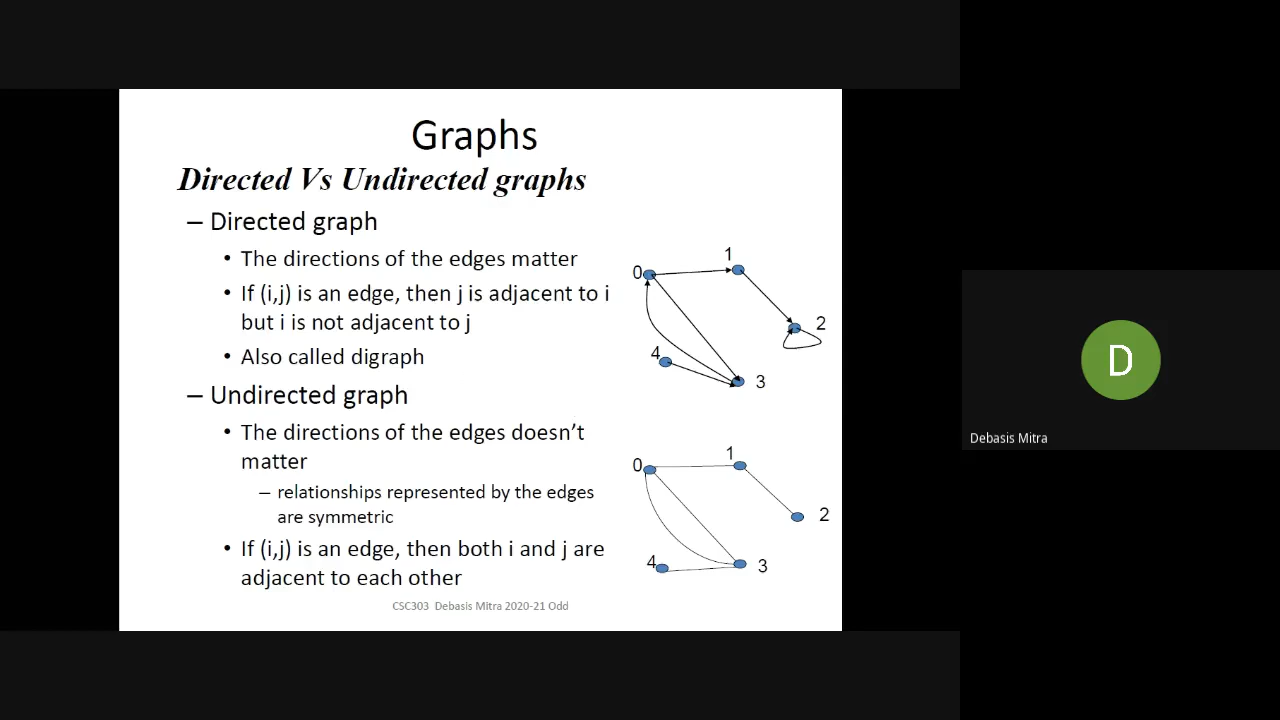 Graphs
Directed Vs Undirected graphs
– Directed graph
• The directions of the edges matter
• If (i,j) is an edge, then j is adjacent to i
but i is not adjacent to j
• Also called digraph
– Undirected graph
• The directions of the edges doesn't
matter
– relationships represented by the edges
are symmetric
• If (i,j) is an edge, then both i and j are
adjacent to each other
0
1
2
4
3
0
1
2
4
3
CSC303 Debasis Mitra 2020-21 Odd
D
Debasis Mitra